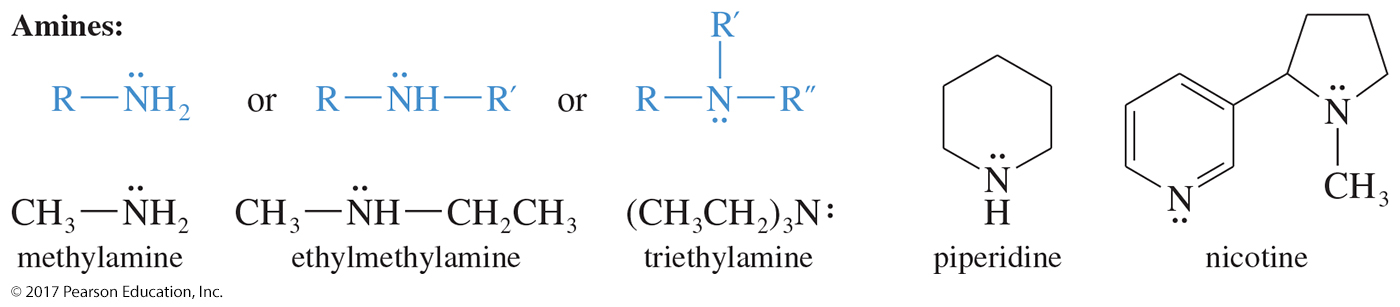 Amines:
R—N̈H₂ or R—N̈H—R′ or R—N̈—R″
R′
CH₃—N̈H₂ CH₃—N̈H—CH₂CH₃ (CH₃CH₂)₃N:
N̈
H
N̈
CH₃
N̈
methylamine ethylmethylamine triethylamine piperidine nicotine
© 2017 Pearson Education, Inc.